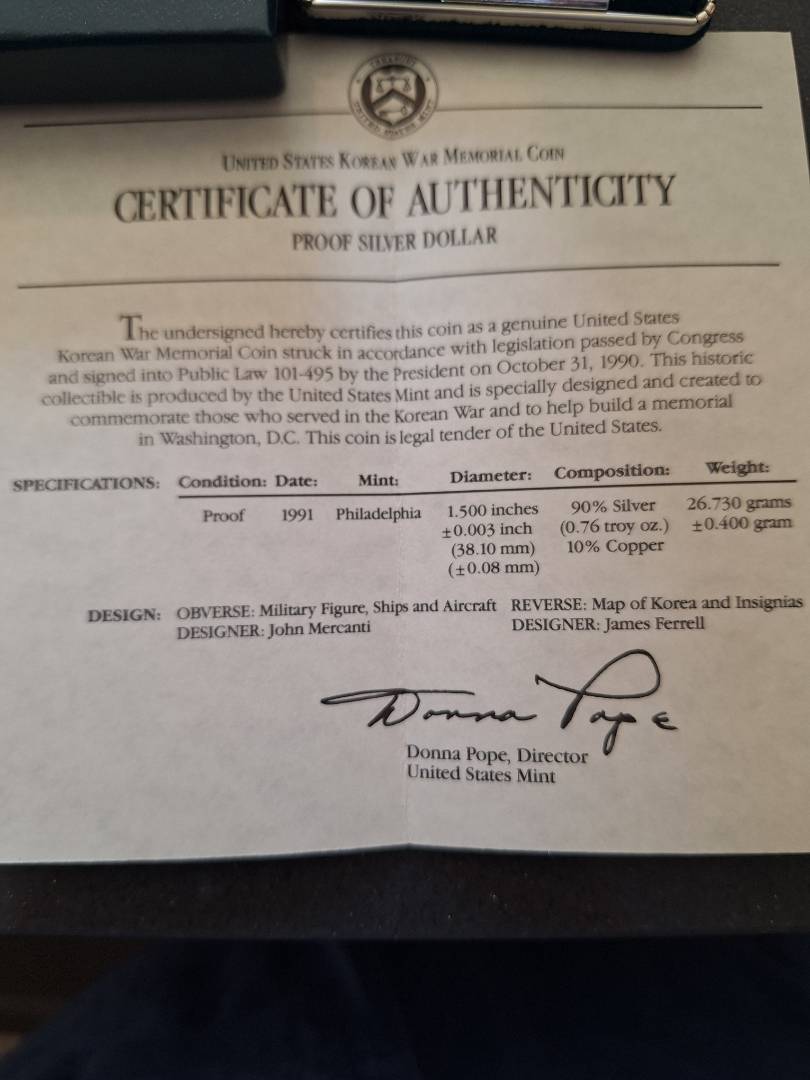 UNITED STATES KOREAN WAR MEMORIAL COIN
CERTIFICATE OF AUTHENTICITY
PROOF SILVER DOLLAR
The undersigned hereby certifies this coin as a genuine United States
Korean War Memorial Coin struck in accordance with legislation passed by Congress
and signed into Public Law 101-495 by the President on October 31, 1990. This historic
collectible is produced by the United States Mint and is specially designed and created to
commemorate those who served in the Korean War and to help build a memorial
in Washington, D.C. This coin is legal tender of the United States.
SPECIFICATIONS: Condition: Date: Mint: Diameter: Composition: Weight:
Proof 1991 Philadelphia 1.500 inches 90% Silver 26.730 grams
±0.003 inch (0.76 troy oz.) ±0.400 gram
(38.10 mm) 10% Copper
(±0.08 mm)
DESIGN: OBVERSE: Military Figure, Ships and Aircraft REVERSE: Map of Korea and Insignias
DESIGNER: John Mercanti DESIGNER: James Ferrell
Donna Pope
Donna Pope, Director
United States Mint